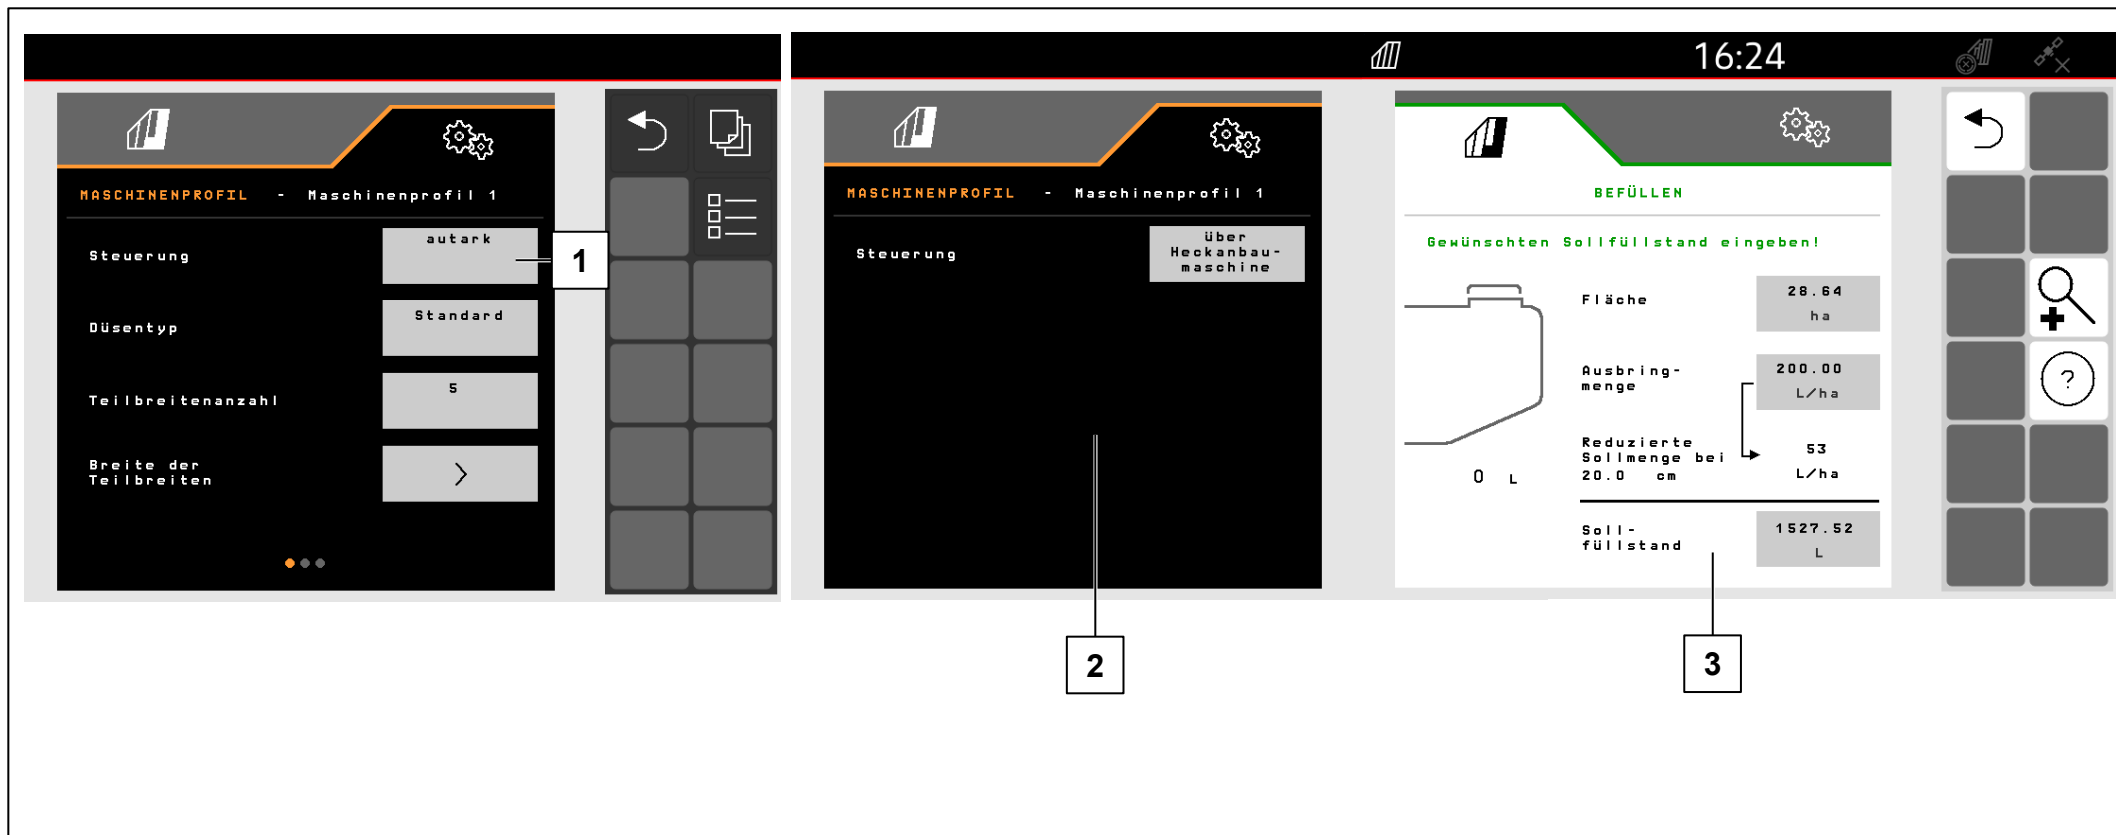 16:24
MASCHINENPROFIL - Maschinenprofil 1
Steuerung
autark
Düsentyp
Standard
Teilbreitenanzahl
5
Breite der
Teilbreiten
1
MASCHINENPROFIL - Maschinenprofil 1
Steuerung
über
Heckanbau-
maschine
2
BEFÜLLEN
Gewünschten Sollfüllstand eingeben!
Fläche
28.64
ha
Ausbring-
menge
200.00
L/ha
Reduzierte
Sollmenge bei
20.0 cm
53
L/ha
0 L
Soll-
füllstand
1527.52
L
?
3